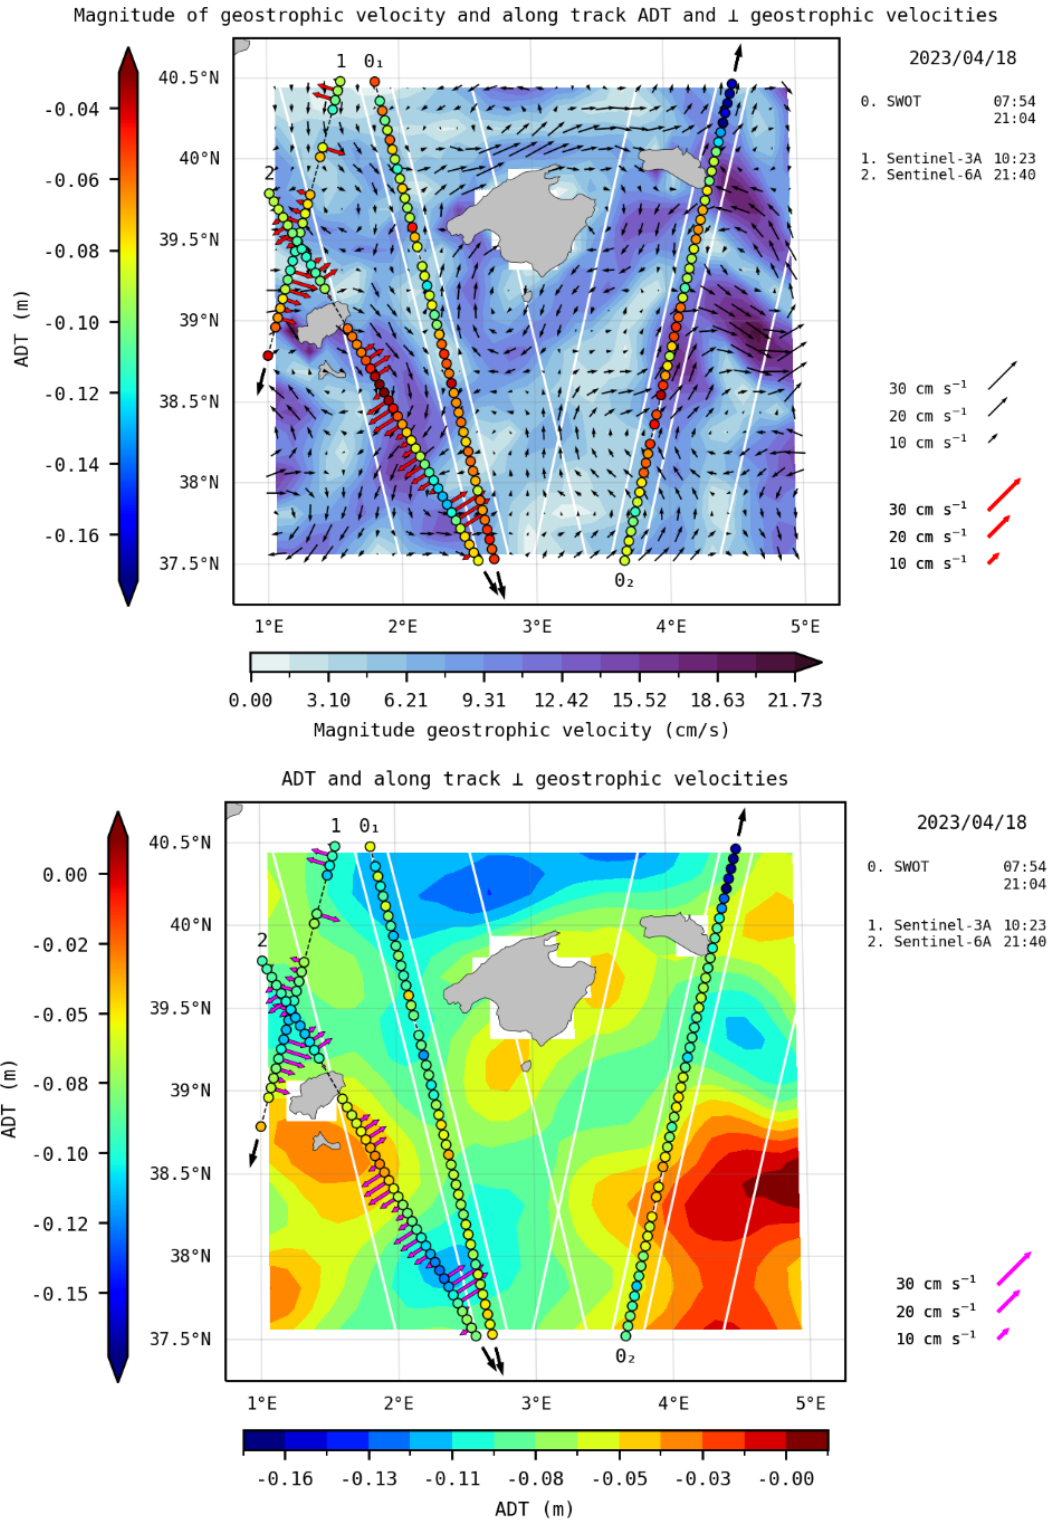 Magnitude of geostrophic velocity and along track ADT and ⊥ geostrophic velocities
2023/04/18
0. SWOT 07:54
21:04
1. Sentinel-3A 10:23
2. Sentinel-6A 21:40
1 0₁
2
0₂
40.5°N
40°N
39.5°N
39°N
38.5°N
38°N
37.5°N
1°E 2°E 3°E 4°E 5°E
-0.04
-0.06
-0.08
-0.10
-0.12
-0.14
-0.16
ADT (m)
30 cm s⁻¹
20 cm s⁻¹
10 cm s⁻¹
30 cm s⁻¹
20 cm s⁻¹
10 cm s⁻¹
0.00 3.10 6.21 9.31 12.42 15.52 18.63 21.73
Magnitude geostrophic velocity (cm/s)
ADT and along track ⊥ geostrophic velocities
2023/04/18
0. SWOT 07:54
21:04
1. Sentinel-3A 10:23
2. Sentinel-6A 21:40
1 0₁
2
0₂
40.5°N
40°N
39.5°N
39°N
38.5°N
38°N
37.5°N
1°E 2°E 3°E 4°E 5°E
0.00
-0.02
-0.03
-0.05
-0.08
-0.10
-0.12
-0.15
ADT (m)
30 cm s⁻¹
20 cm s⁻¹
10 cm s⁻¹
-0.16 -0.13 -0.11 -0.08 -0.05 -0.03 -0.00
ADT (m)